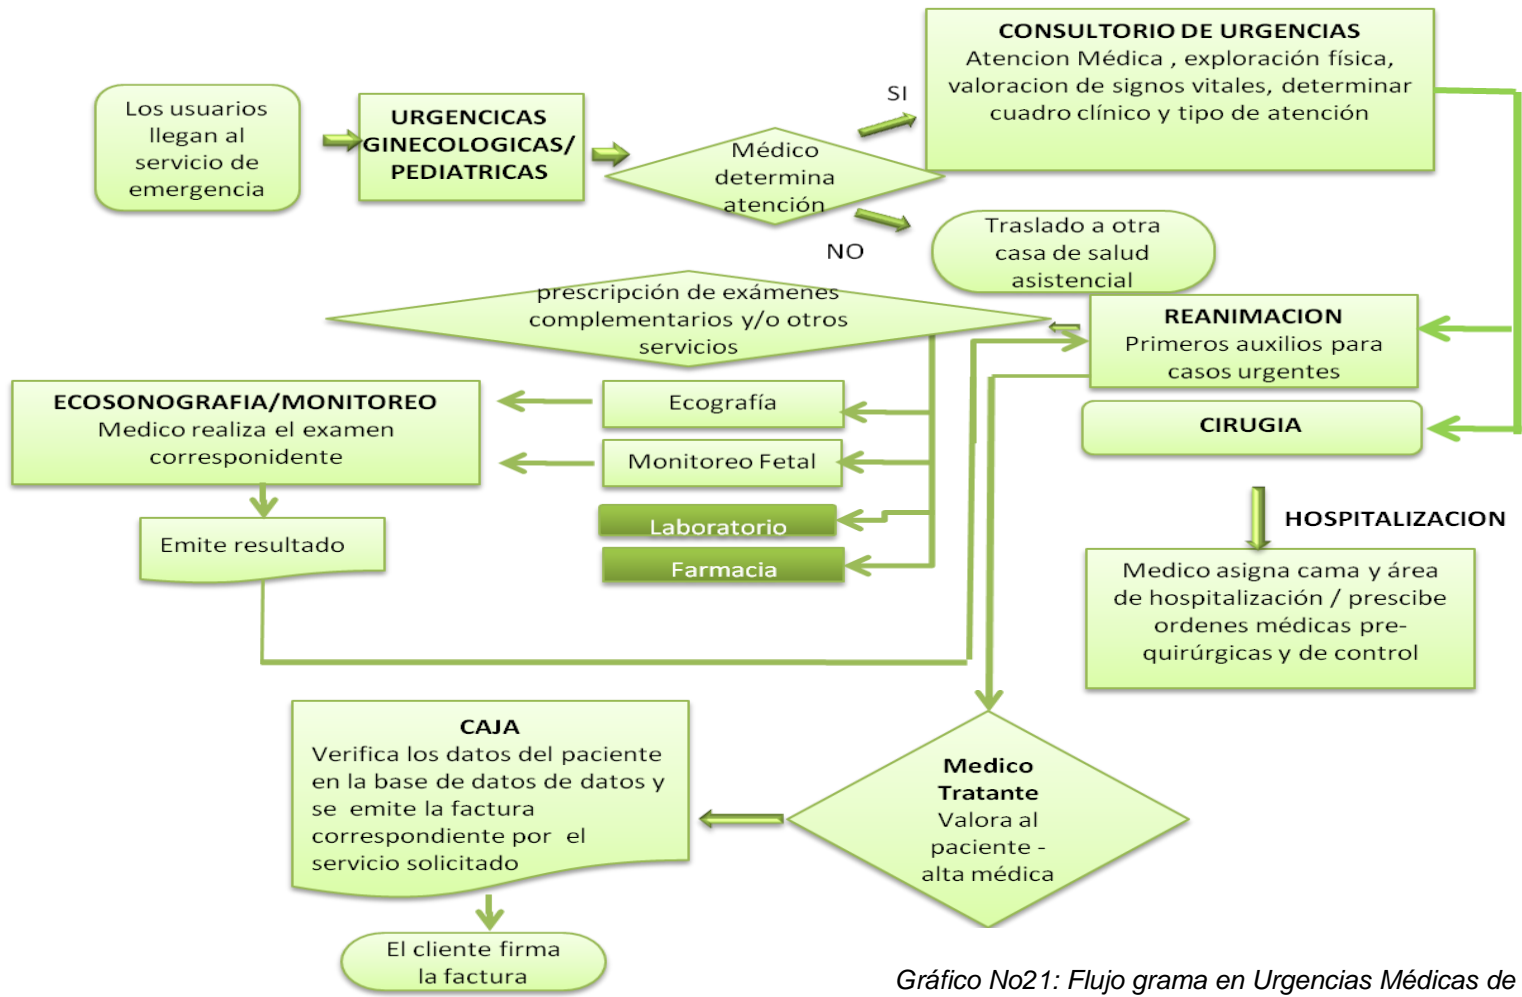 Los usuarios
llegan al
servicio de
emergencia
URGENCICAS
GINECOLOGICAS/
PEDIATRICAS
Médico
determina
atención
SI
NO
CONSULTORIO DE URGENCIAS
Atencion Médica , exploración física,
valoracion de signos vitales, determinar
cuadro clínico y tipo de atención
Traslado a otra
casa de salud
asistencial
REANIMACION
Primeros auxilios para
casos urgentes
CIRUGIA
HOSPITALIZACION
Medico asigna cama y área
de hospitalización / prescibe
ordenes médicas pre-
quirúrgicas y de control
prescripción de exámenes
complementarios y/o otros
servicios
Ecografía
Monitoreo Fetal
Laboratorio
Farmacia
ECOSONOGRAFIA/MONITOREO
Medico realiza el examen
corresponidente
Emite resultado
Medico
Tratante
Valora al
paciente -
alta médica
CAJA
Verifica los datos del paciente
en la base de datos de datos y
se emite la factura
correspondiente por el
servicio solicitado
El cliente firma
la factura
Gráfico No21: Flujo grama en Urgencias Médicas de